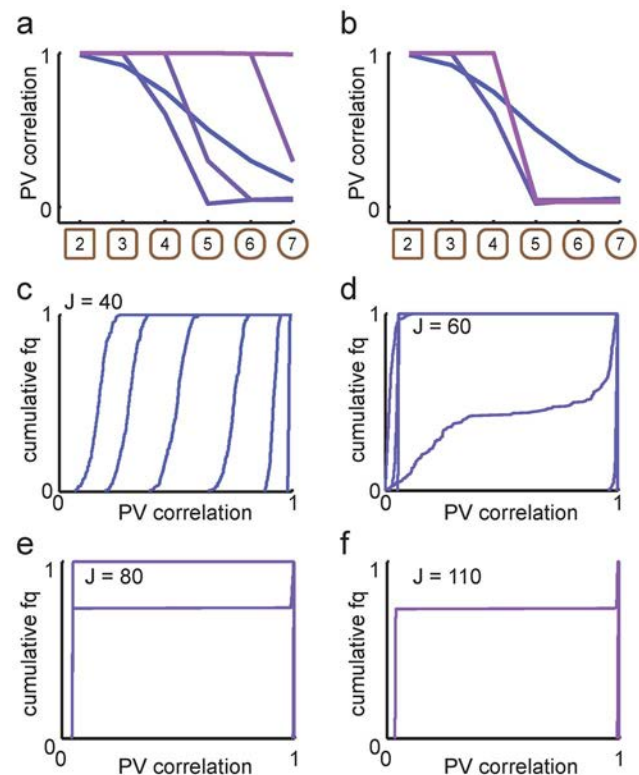 a
1
PV correlation
0
2 3 4 5 6 7
b
1
PV correlation
0
2 3 4 5 6 7
c
J = 40
1
cumulative fq
0
0 1
PV correlation
d
J = 60
1
cumulative fq
0
0 1
PV correlation
e
J = 80
1
cumulative fq
0
0 1
PV correlation
f
J = 110
1
cumulative fq
0
0 1
PV correlation